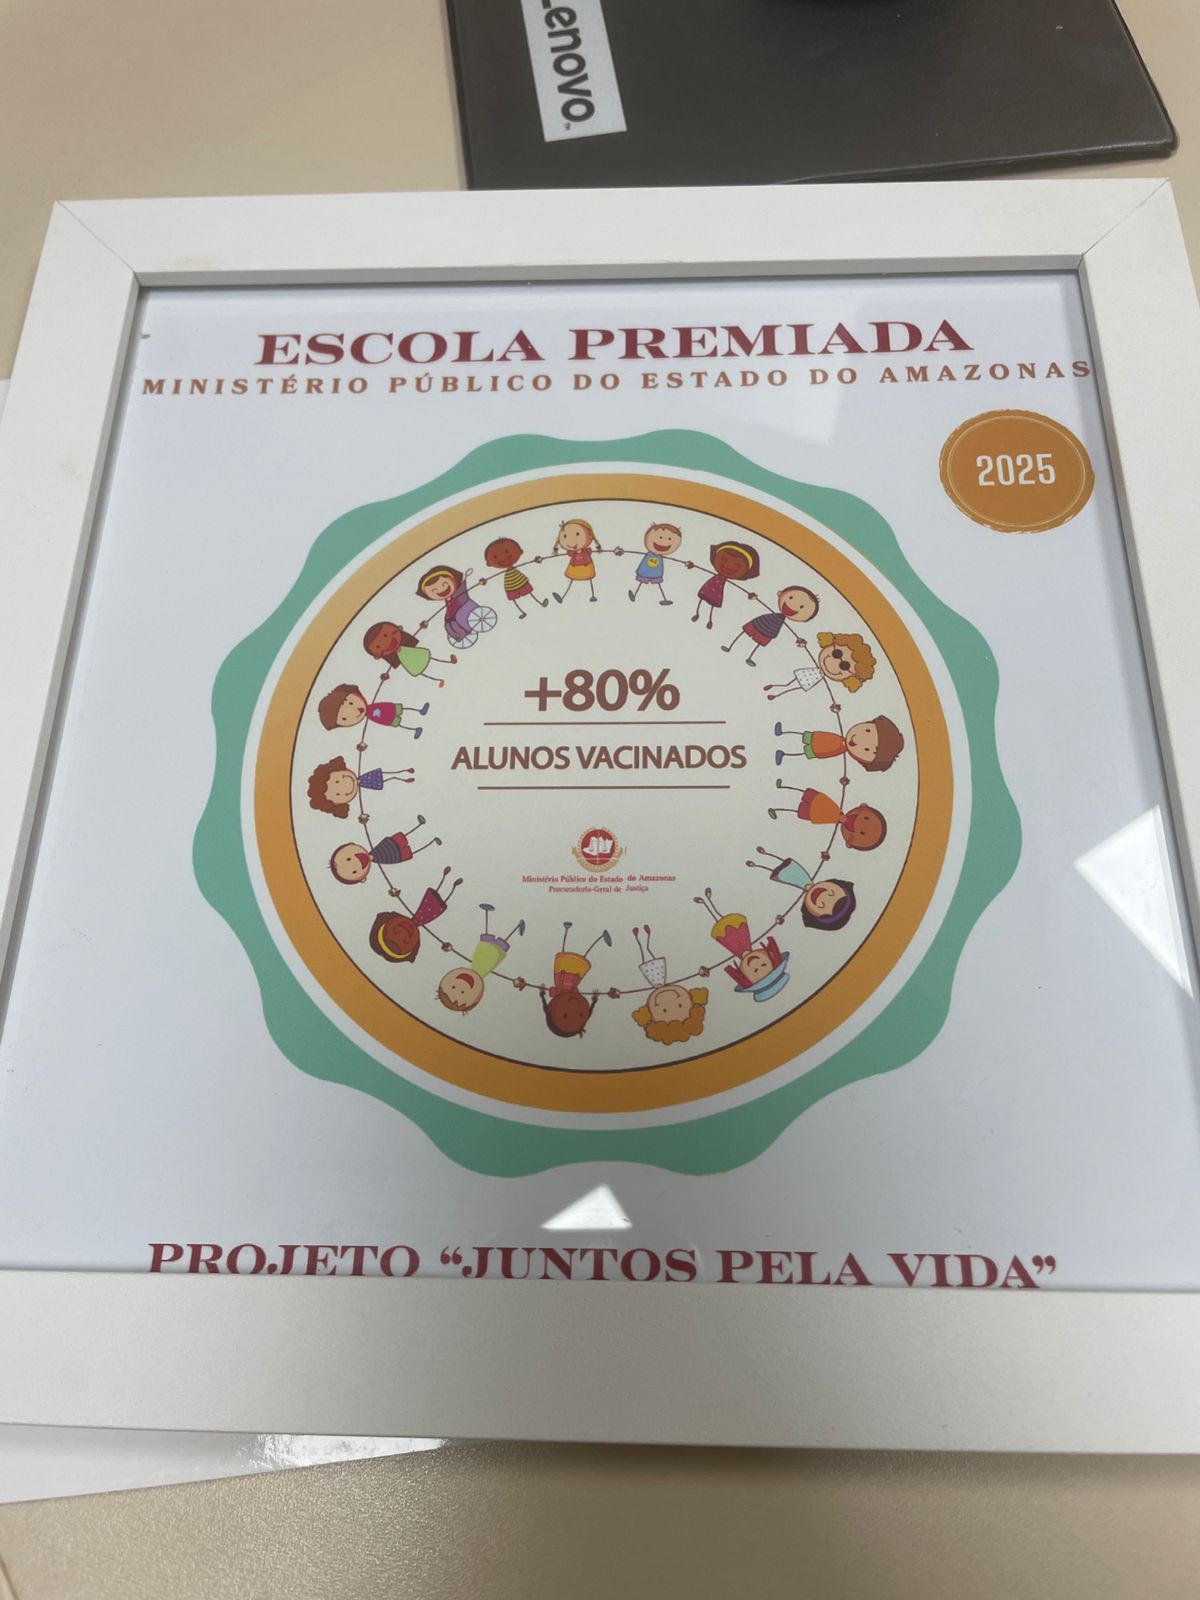 Lenovo
ESCOLA PREMIADA
MINISTÉRIO PÚBLICO DO ESTADO DO AMAZONAS
2025
+80%
ALUNOS VACINADOS
Ministério Público do Estado do Amazonas
Procuradoria-Geral de Justiça
PROJETO “JUNTOS PELA VIDA”